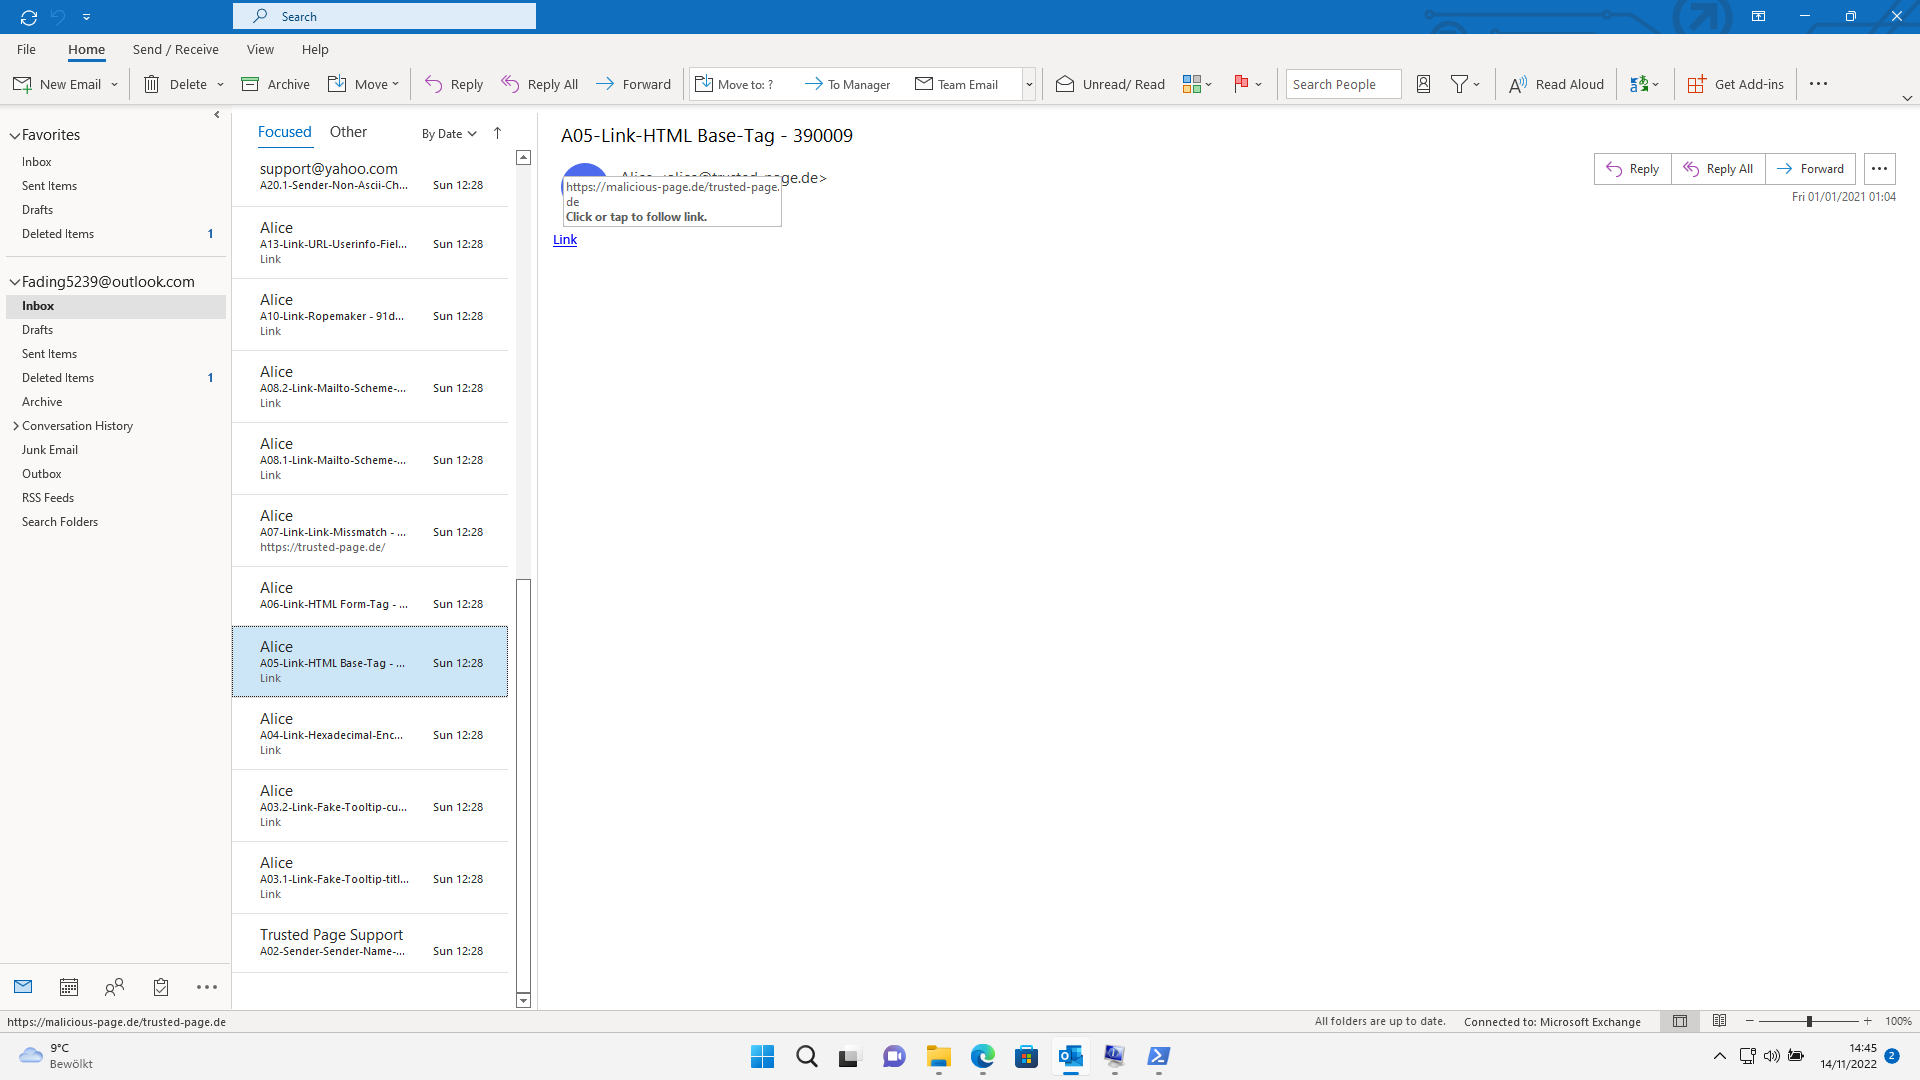 Search
File
Home
Send / Receive
View
Help
New Email
Delete
Archive
Move
Reply
Reply All
Forward
Move to: ?
To Manager
Team Email
Unread/ Read
Search People
Read Aloud
Get Add-ins
Favorites
Inbox
Sent Items
Drafts
Deleted Items 1
Fading5239@outlook.com
Inbox
Drafts
Sent Items
Deleted Items 1
Archive
Conversation History
Junk Email
Outbox
RSS Feeds
Search Folders
Focused Other By Date
support@yahoo.com
A20.1-Sender-Non-Ascii-Ch... Sun 12:28
Alice
A13-Link-URL-Userinfo-Fiel... Sun 12:28
Link
Alice
A10-Link-Ropemaker - 91d... Sun 12:28
Link
Alice
A08.2-Link-Mailto-Scheme-... Sun 12:28
Link
Alice
A08.1-Link-Mailto-Scheme-... Sun 12:28
Link
Alice
A07-Link-Link-Missmatch - ... Sun 12:28
https://trusted-page.de/
Alice
A06-Link-HTML Form-Tag - ... Sun 12:28
Alice
A05-Link-HTML Base-Tag - ... Sun 12:28
Link
Alice
A04-Link-Hexadecimal-Enc... Sun 12:28
Link
Alice
A03.2-Link-Fake-Tooltip-cu... Sun 12:28
Link
Alice
A03.1-Link-Fake-Tooltip-titl... Sun 12:28
Link
Trusted Page Support
A02-Sender-Sender-Name-... Sun 12:28
A05-Link-HTML Base-Tag - 390009
Alice <alice@trusted-page.de>
https://malicious-page.de/trusted-page.
de
Click or tap to follow link.
Link
Reply
Reply All
Forward
Fri 01/01/2021 01:04
https://malicious-page.de/trusted-page.de
All folders are up to date.
Connected to: Microsoft Exchange
100%
9°C
Bewölkt
14:45
14/11/2022
2